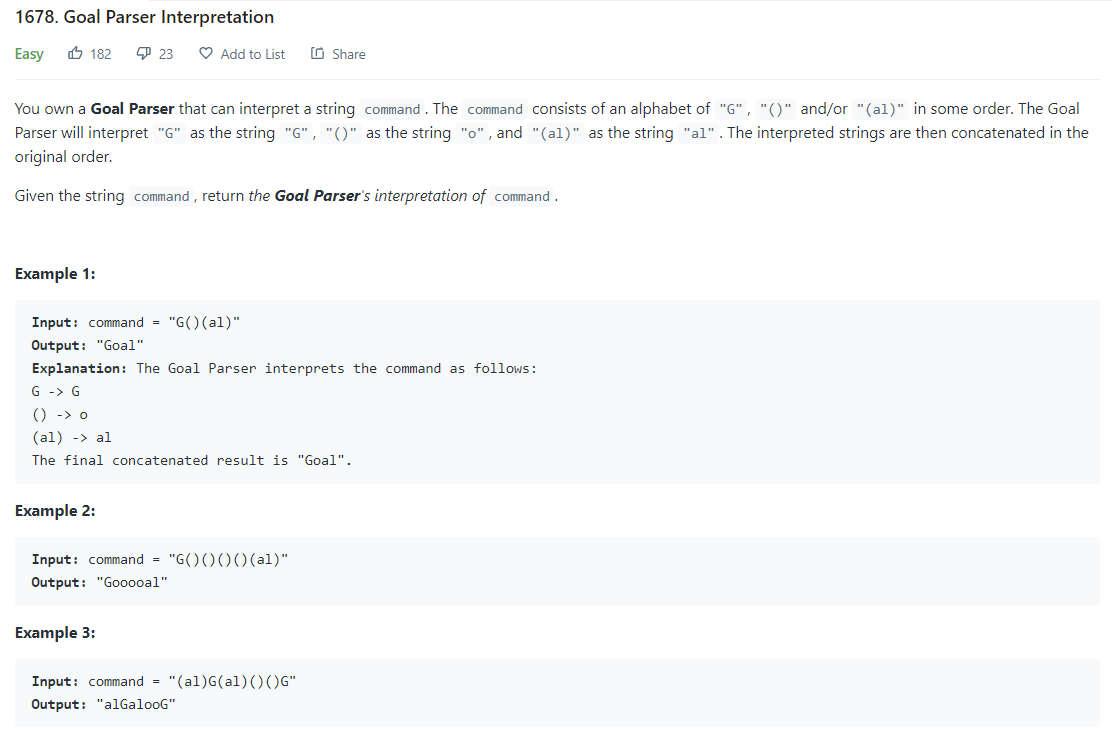 1678. Goal Parser Interpretation
Easy 182 23 Add to List Share
You own a Goal Parser that can interpret a string command. The command consists of an alphabet of "G", "()" and/or "(al)" in some order. The Goal
Parser will interpret "G" as the string "G", "()" as the string "o", and "(al)" as the string "al". The interpreted strings are then concatenated in the
original order.
Given the string command, return the Goal Parser's interpretation of command.
Example 1:
Input: command = "G()(al)"
Output: "Goal"
Explanation: The Goal Parser interprets the command as follows:
G -> G
() -> o
(al) -> al
The final concatenated result is "Goal".
Example 2:
Input: command = "G()()()()(al)"
Output: "Gooooal"
Example 3:
Input: command = "(al)G(al)()()G"
Output: "alGalooG"